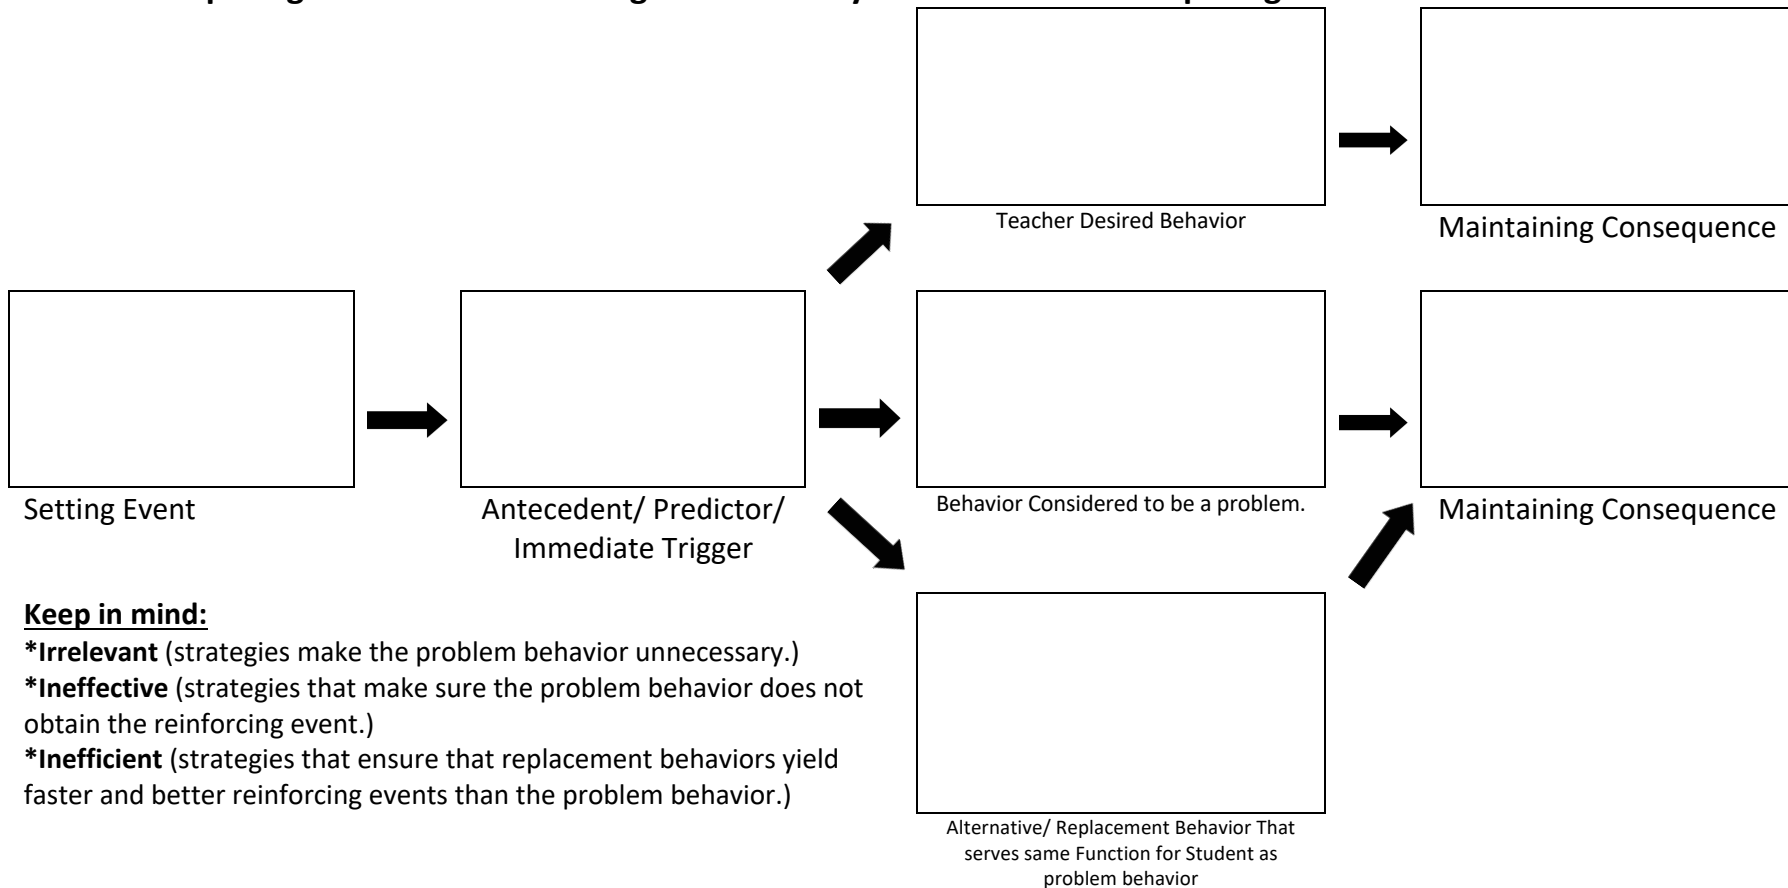 Teacher Desired Behavior
Maintaining Consequence
Setting Event
Antecedent/ Predictor/
Immediate Trigger
Behavior Considered to be a problem.
Maintaining Consequence
Keep in mind:
*Irrelevant (strategies make the problem behavior unnecessary.)
*Ineffective (strategies that make sure the problem behavior does not
obtain the reinforcing event.)
*Inefficient (strategies that ensure that replacement behaviors yield
faster and better reinforcing events than the problem behavior.)
Alternative/ Replacement Behavior That
serves same Function for Student as
problem behavior